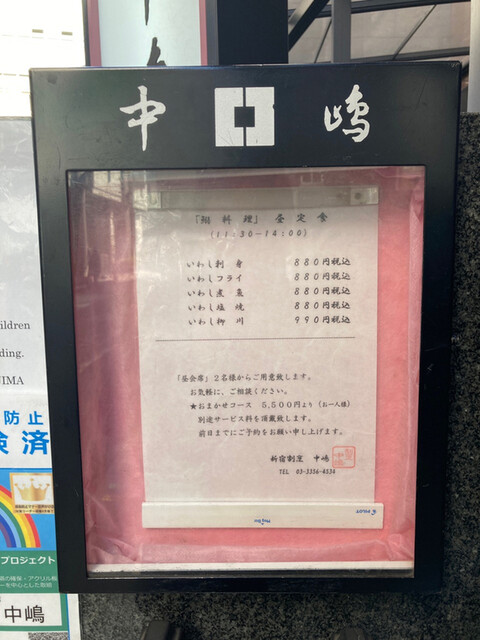 中 嶋
「鰯 料 理」 昼 定 食
(11:30-14:00)
いわし刺 身 880円税込
いわしフライ 880円税込
いわし煮 魚 880円税込
いわし塩 焼 880円税込
いわし柳 川 990円税込
「昼会席」2名様からご用意致します。
お気軽に、ご相談ください。
★おまかせコース 5,500円より (お一人様)
別途サービス料を頂戴致します。
前日までにご予約をお願い申し上げます。
新宿割烹 中嶋
TEL 03-3356-4534
PILOT
ildren
ding.
JIMA
防止
済
プロジェクト
中嶋